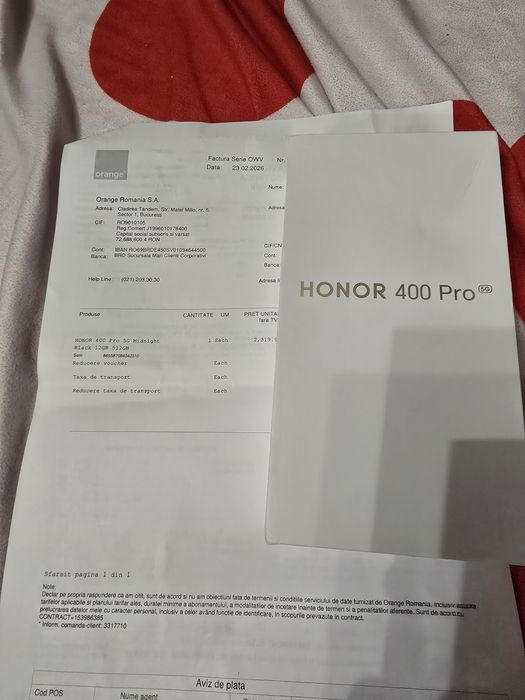 orange
Factura Serie OWV Nr.
Data: 23.02.2026
Nume:
Orange Romania S.A.
Adresa: Cladirea Tandem, Str. Matei Millo, nr. 5,
Sector 1, Bucuresti
Adresa
CIF: RO9010105
Reg.Comert J1996010178400
Capital social subscris si varsat
72,888,600.4 RON
CIF/CN
Cont: IBAN RO69BRDE450SV01034644500
Cont:
Banca: BRD Sucursala Mari Clienti Corporativi
Banca:
Help Line: (021) 203.30.30
Adresa li
HONOR 400 Pro 5G
Produse CANTITATE UM PRET UNITA
fara TV
HONOR 400 Pro 5G Midnight 1 Each 2,319.
Black 12GB 512GB
Serii
Reducere voucher Each
Taxa de transport Each
Reducere taxa de transport Each
Sfarsit pagina 1 din 1
Note:
Declar pe propria raspundere ca am citit, sunt de acord si nu am obiectiuni fata de termenii si conditiile serviciului de date furnizat de Orange Romania, inclusiv asupra
tarifelor aplicabile si planului tarifar ales, duratei minime a abonamentului, a modalitatilor de incetare inainte de termen si a penalitatilor aferente. Sunt de acord cu
prelucrarea datelor mele cu caracter personal, inclusiv a celor având functie de identificare, in scopurile prevazute in contract.
CONTRACT=153986385
* Inform. comanda client: 3317710
Aviz de plata
Cod POS Nume agent